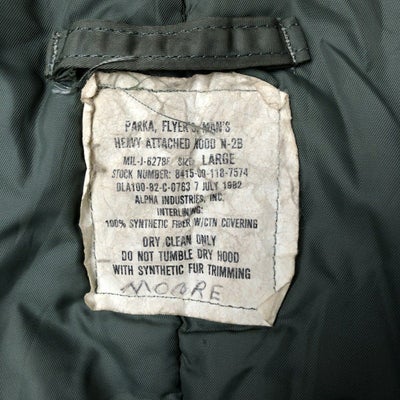 PARKA, FLYER'S, MAN'S
HEAVY ATTACHED HOOD N-2B
MIL-J-6278F SIZE LARGE
STOCK NUMBER: 8415-00-112-7574
DLA100-82-C-0763 7 JULY 1982
ALPHA INDUSTRIES, INC.
INTERLINING:
100% SYNTHETIC FIBER W/CTN COVERING
DRY CLEAN ONLY
DO NOT TUMBLE DRY HOOD
WITH SYNTHETIC FUR TRIMMING
MOORE